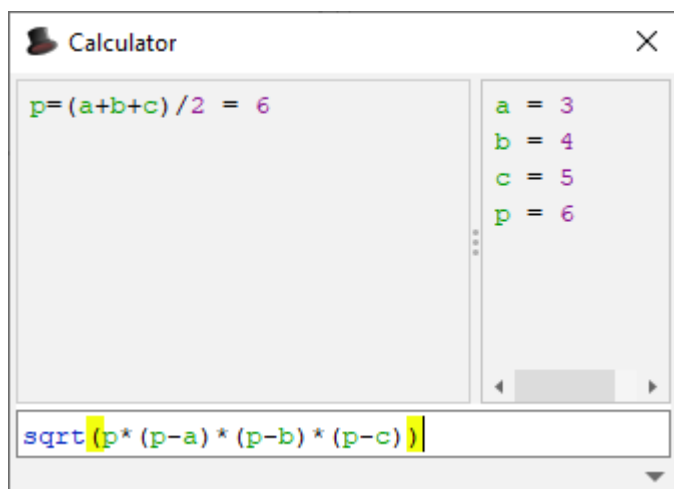 Calculator
p=(a+b+c)/2 = 6
a = 3
b = 4
c = 5
p = 6
sqrt(p*(p-a)*(p-b)*(p-c))